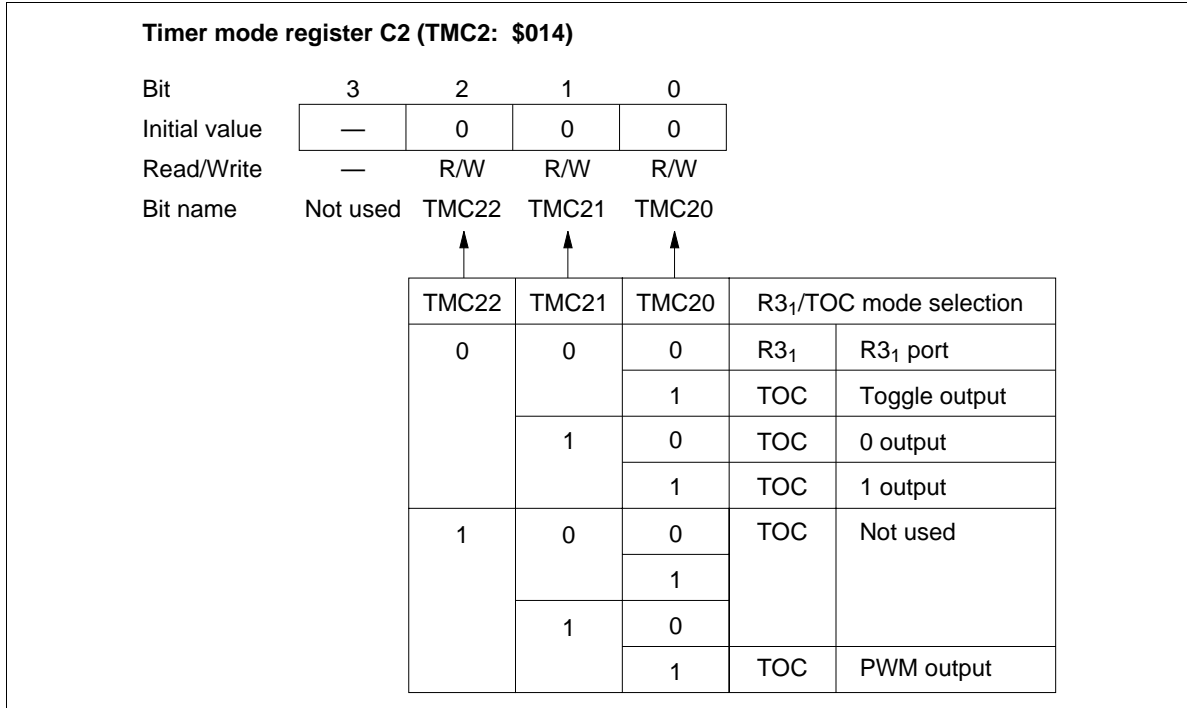 Timer mode register C2 (TMC2: $014)
Bit 3 2 1 0
Initial value — 0 0 0
Read/Write — R/W R/W R/W
Bit name Not used TMC22 TMC21 TMC20
TMC22 TMC21 TMC20 R3₁/TOC mode selection
0 0 0 R3₁ R3₁ port
1 TOC Toggle output
1 0 TOC 0 output
1 TOC 1 output
1 0 0 TOC Not used
1
1 0
1 TOC PWM output